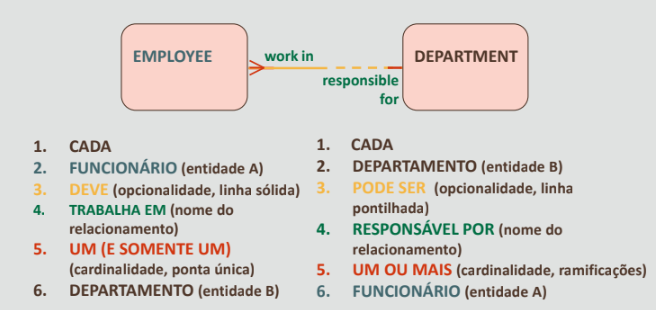 EMPLOYEE
work in
responsible
for
DEPARTMENT
1. CADA
2. FUNCIONÁRIO (entidade A)
3. DEVE (opcionalidade, linha sólida)
4. TRABALHA EM (nome do
relacionamento)
5. UM (E SOMENTE UM)
(cardinalidade, ponta única)
6. DEPARTAMENTO (entidade B)
1. CADA
2. DEPARTAMENTO (entidade B)
3. PODE SER (opcionalidade, linha
pontilhada)
4. RESPONSÁVEL POR (nome do
relacionamento)
5. UM OU MAIS (cardinalidade, ramificações)
6. FUNCIONÁRIO (entidade A)